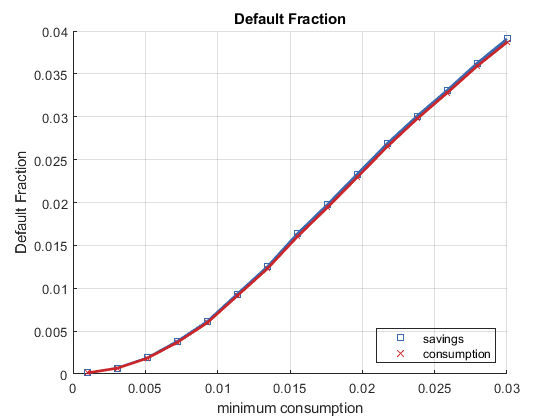 Default Fraction
0.04
0.035
0.03
0.025
0.02
0.015
0.01
0.005
0
Default Fraction
0 0.005 0.01 0.015 0.02 0.025 0.03
minimum consumption
savings
consumption